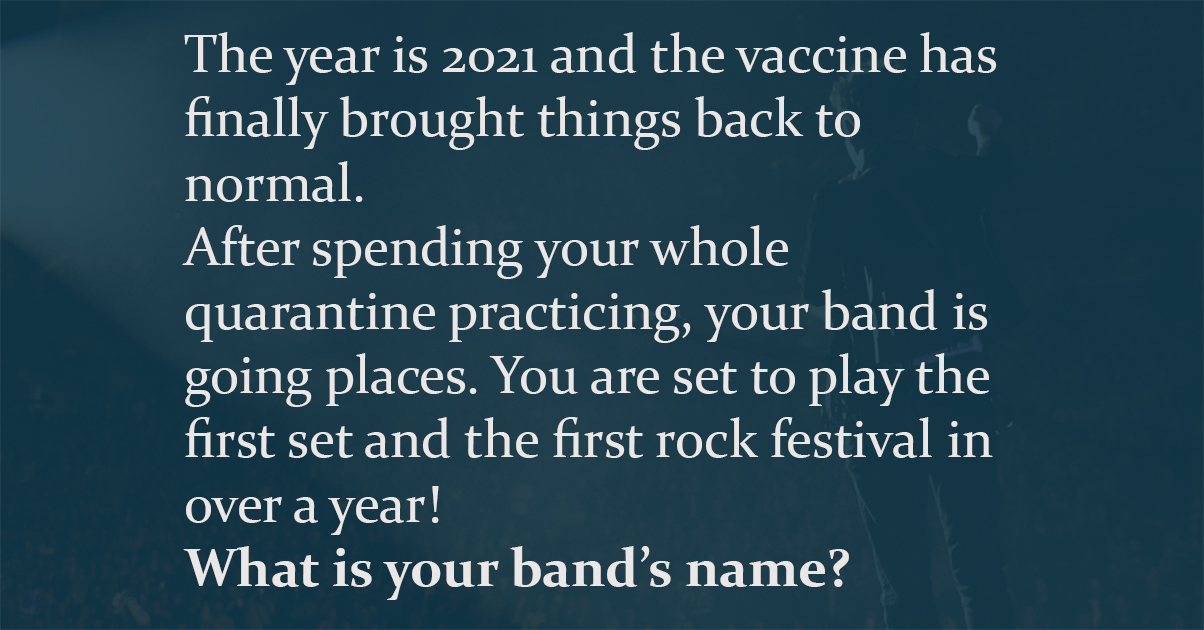 The year is 2021 and the vaccine has
finally brought things back to
normal.
After spending your whole
quarantine practicing, your band is
going places. You are set to play the
first set and the first rock festival in
over a year!
What is your band’s name?